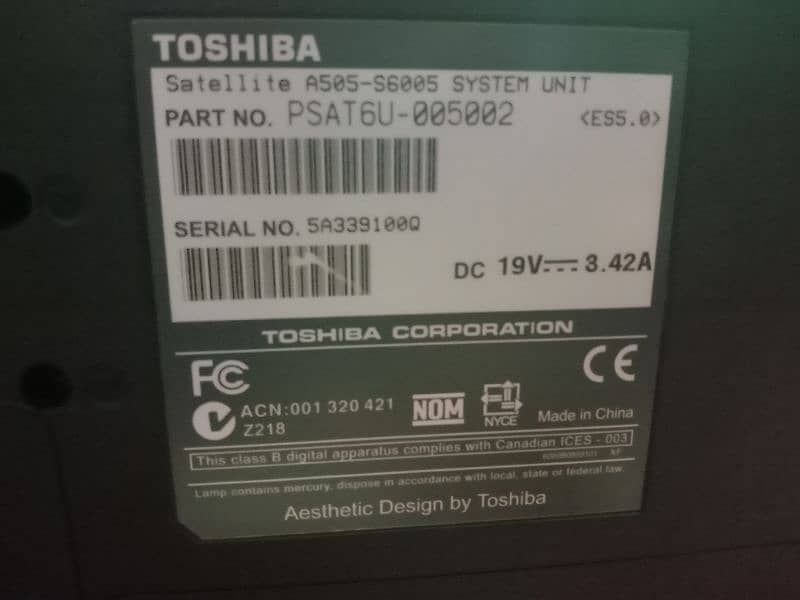 TOSHIBA
Satellite A505-S6005 SYSTEM UNIT
PART NO. PSAT6U-005002 <ES5.0>
SERIAL NO. 5A339100Q
DC 19V 3.42A
TOSHIBA CORPORATION
FC CE
ACN:001 320 421
Z218
NOM NYCE Made in China
This class B digital apparatus complies with Canadian ICES - 003
Lamp contains mercury, dispose in accordance with local, state or federal law.
Aesthetic Design by Toshiba